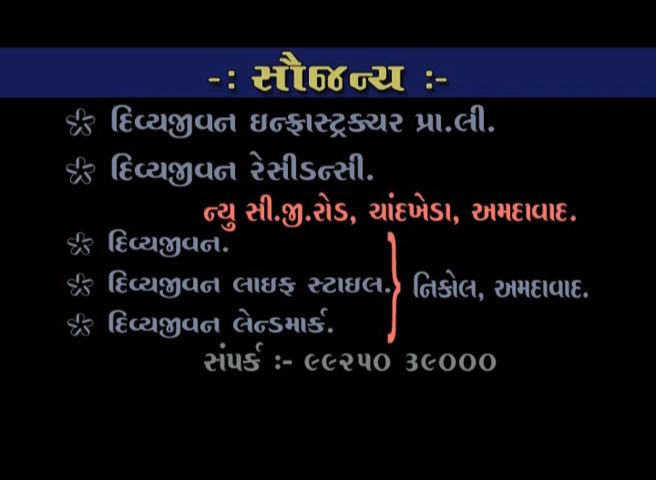 -: સૌજન્ય :-
દિવ્યજીવન ઇન્ફ્રાસ્ટ્રક્ચર પ્રા.લી.
દિવ્યજીવન રેસીડન્સી.
ન્યુ સી.જી.રોડ, ચાંદખેડા, અમદાવાદ.
દિવ્યજીવન.
દિવ્યજીવન લાઇફ સ્ટાઇલ.
નિકોલ, અમદાવાદ.
દિવ્યજીવન લેન્ડમાર્ક.
સંપર્ક :- ૯૯૨૫૦ ૩૯૦૦૦